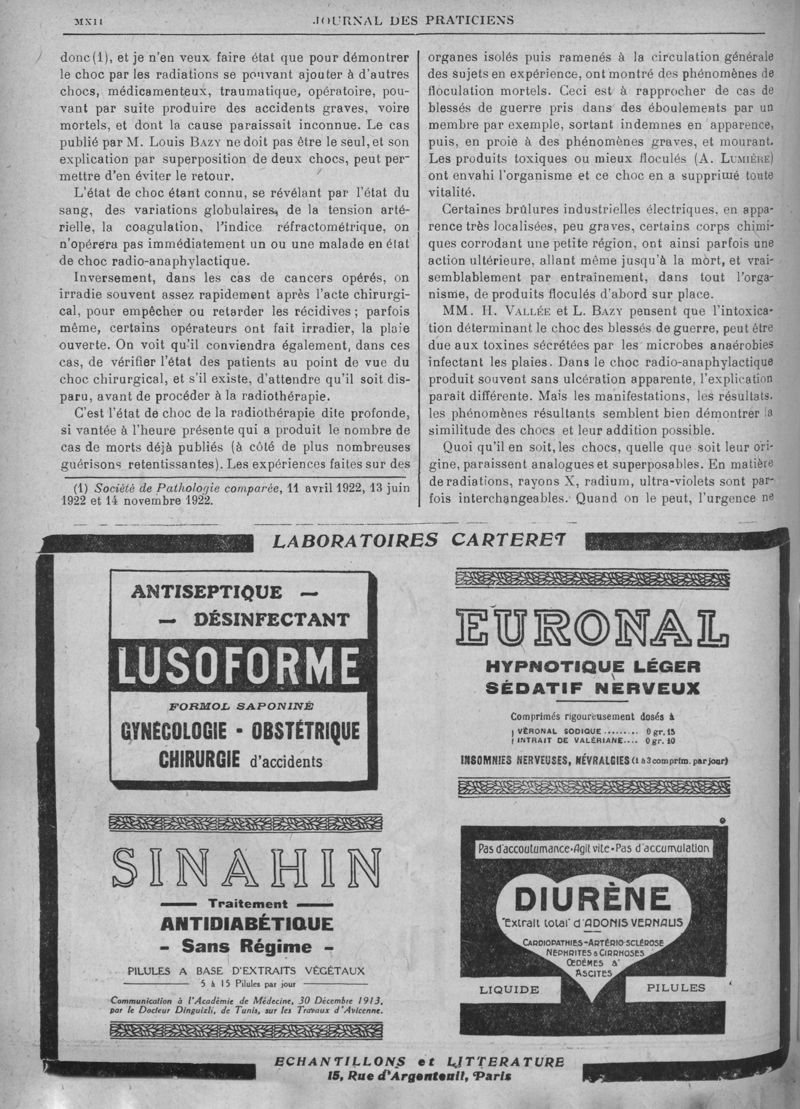 MXII
JOURNAL DES PRATICIENS
donc(1), et je n'en veux faire état que pour démontrer
le choc par les radiations se pouvant ajouter à d'autres
chocs, médicamenteux, traumatique, opératoire, pou-
vant par suite produire des accidents graves, voire
mortels, et dont la cause paraissait inconnue. Le cas
publié par M. Louis BAZY ne doit pas être le seul, et son
explication par superposition de deux chocs, peut per-
mettre d'en éviter le retour.
L'état de choc étant connu, se révélant par l'état du
sang, des variations globulaires, de la tension arté-
rielle, la coagulation, l'indice réfractométrique, on
n'opérera pas immédiatement un ou une malade en état
de choc radio-anaphylactique.
Inversement, dans les cas de cancers opérés, on
irradie souvent assez rapidement après l'acte chirurgi-
cal, pour empêcher ou retarder les récidives ; parfois
même, certains opérateurs ont fait irradier, la plaie
ouverte. On voit qu'il conviendra également, dans ces
cas, de vérifier l'état des patients au point de vue du
choc chirurgical, et s'il existe, d'attendre qu'il soit dis-
paru, avant de procéder à la radiothérapie.
C'est l'état de choc de la radiothérapie dite profonde,
si vantée à l'heure présente qui a produit le nombre de
cas de morts déjà publiés (à côté de plus nombreuses
guérisons retentissantes). Les expériences faites sur des
(1) Société de Pathologie comparée, 11 avril 1922, 13 juin
1922 et 14 novembre 1922.
organes isolés puis ramenés à la circulation générale
des sujets en expérience, ont montré des phénomènes de
floculation mortels. Ceci est à rapprocher de cas de
blessés de guerre pris dans des éboulements par un
membre par exemple, sortant indemnes en apparence,
puis, en proie à des phénomènes graves, et mourant.
Les produits toxiques ou mieux floculés (A. LUMIÈRE)
ont envahi l'organisme et ce choc en a supprimé toute
vitalité.
Certaines brûlures industrielles électriques, en appa-
rence très localisées, peu graves, certains corps chimi-
ques corrodant une petite région, ont ainsi parfois une
action ultérieure, allant même jusqu'à la mort, et vrai-
semblablement par entraînement, dans tout l'orga-
nisme, de produits floculés d'abord sur place.
MM. H. VALLÉE et L. BAZY pensent que l'intoxica-
tion déterminant le choc des blessés de guerre, peut être
due aux toxines sécrétées par les microbes anaérobies
infectant les plaies. Dans le choc radio-anaphylactique
produit souvent sans ulcération apparente, l'explication
parait différente. Mais les manifestations, les résultats.
les phénomènes résultants semblent bien démontrer la
similitude des chocs et leur addition possible.
Quoi qu'il en soit, les chocs, quelle que soit leur ori-
gine, paraissent analogues et superposables. En matière
de radiations, rayons X, radium, ultra-violets sont par-
fois interchangeables. Quand on le peut, l'urgence ne
LABORATOIRES CARTERET
ANTISEPTIQUE —
— DÉSINFECTANT
LUSOFORME
FORMOL SAPONINÉ
GYNÉCOLOGIE - OBSTÉTRIQUE
CHIRURGIE d'accidents
EURONAL
HYPNOTIQUE LÉGER
SÉDATIF NERVEUX
Comprimés rigoureusement dosés à
VÉRONAL SODIQUE ......... 0 gr. 15
INTRAIT DE VALÉRIANE.... 0 gr. 10
INSOMNIES NERVEUSES, NÉVRALGIES (1 à 3 comprim. par jour)
SINAHIN
Traitement
ANTIDIABÉTIQUE
- Sans Régime -
PILULES A BASE D'EXTRAITS VÉGÉTAUX
5 à 15 Pilules par jour
Communication à l'Académie de Médecine, 30 Décembre 1913,
par le Docteur Dinguizli, de Tunis, sur les Travaux d'Avicenne.
Pas d'accoutumance•Agit vite•Pas d'accumulation
DIURÈNE
"Extrait total" d'ADONIS VERNALIS
CARDIOPATHIES-ARTÉRIO-SCLÉROSE
NÉPHRITES & CIRRHOSES
ŒDÈMES &
ASCITES
LIQUIDE
PILULES
ECHANTILLONS et LITTERATURE
15, Rue d'Argenteuil, Paris